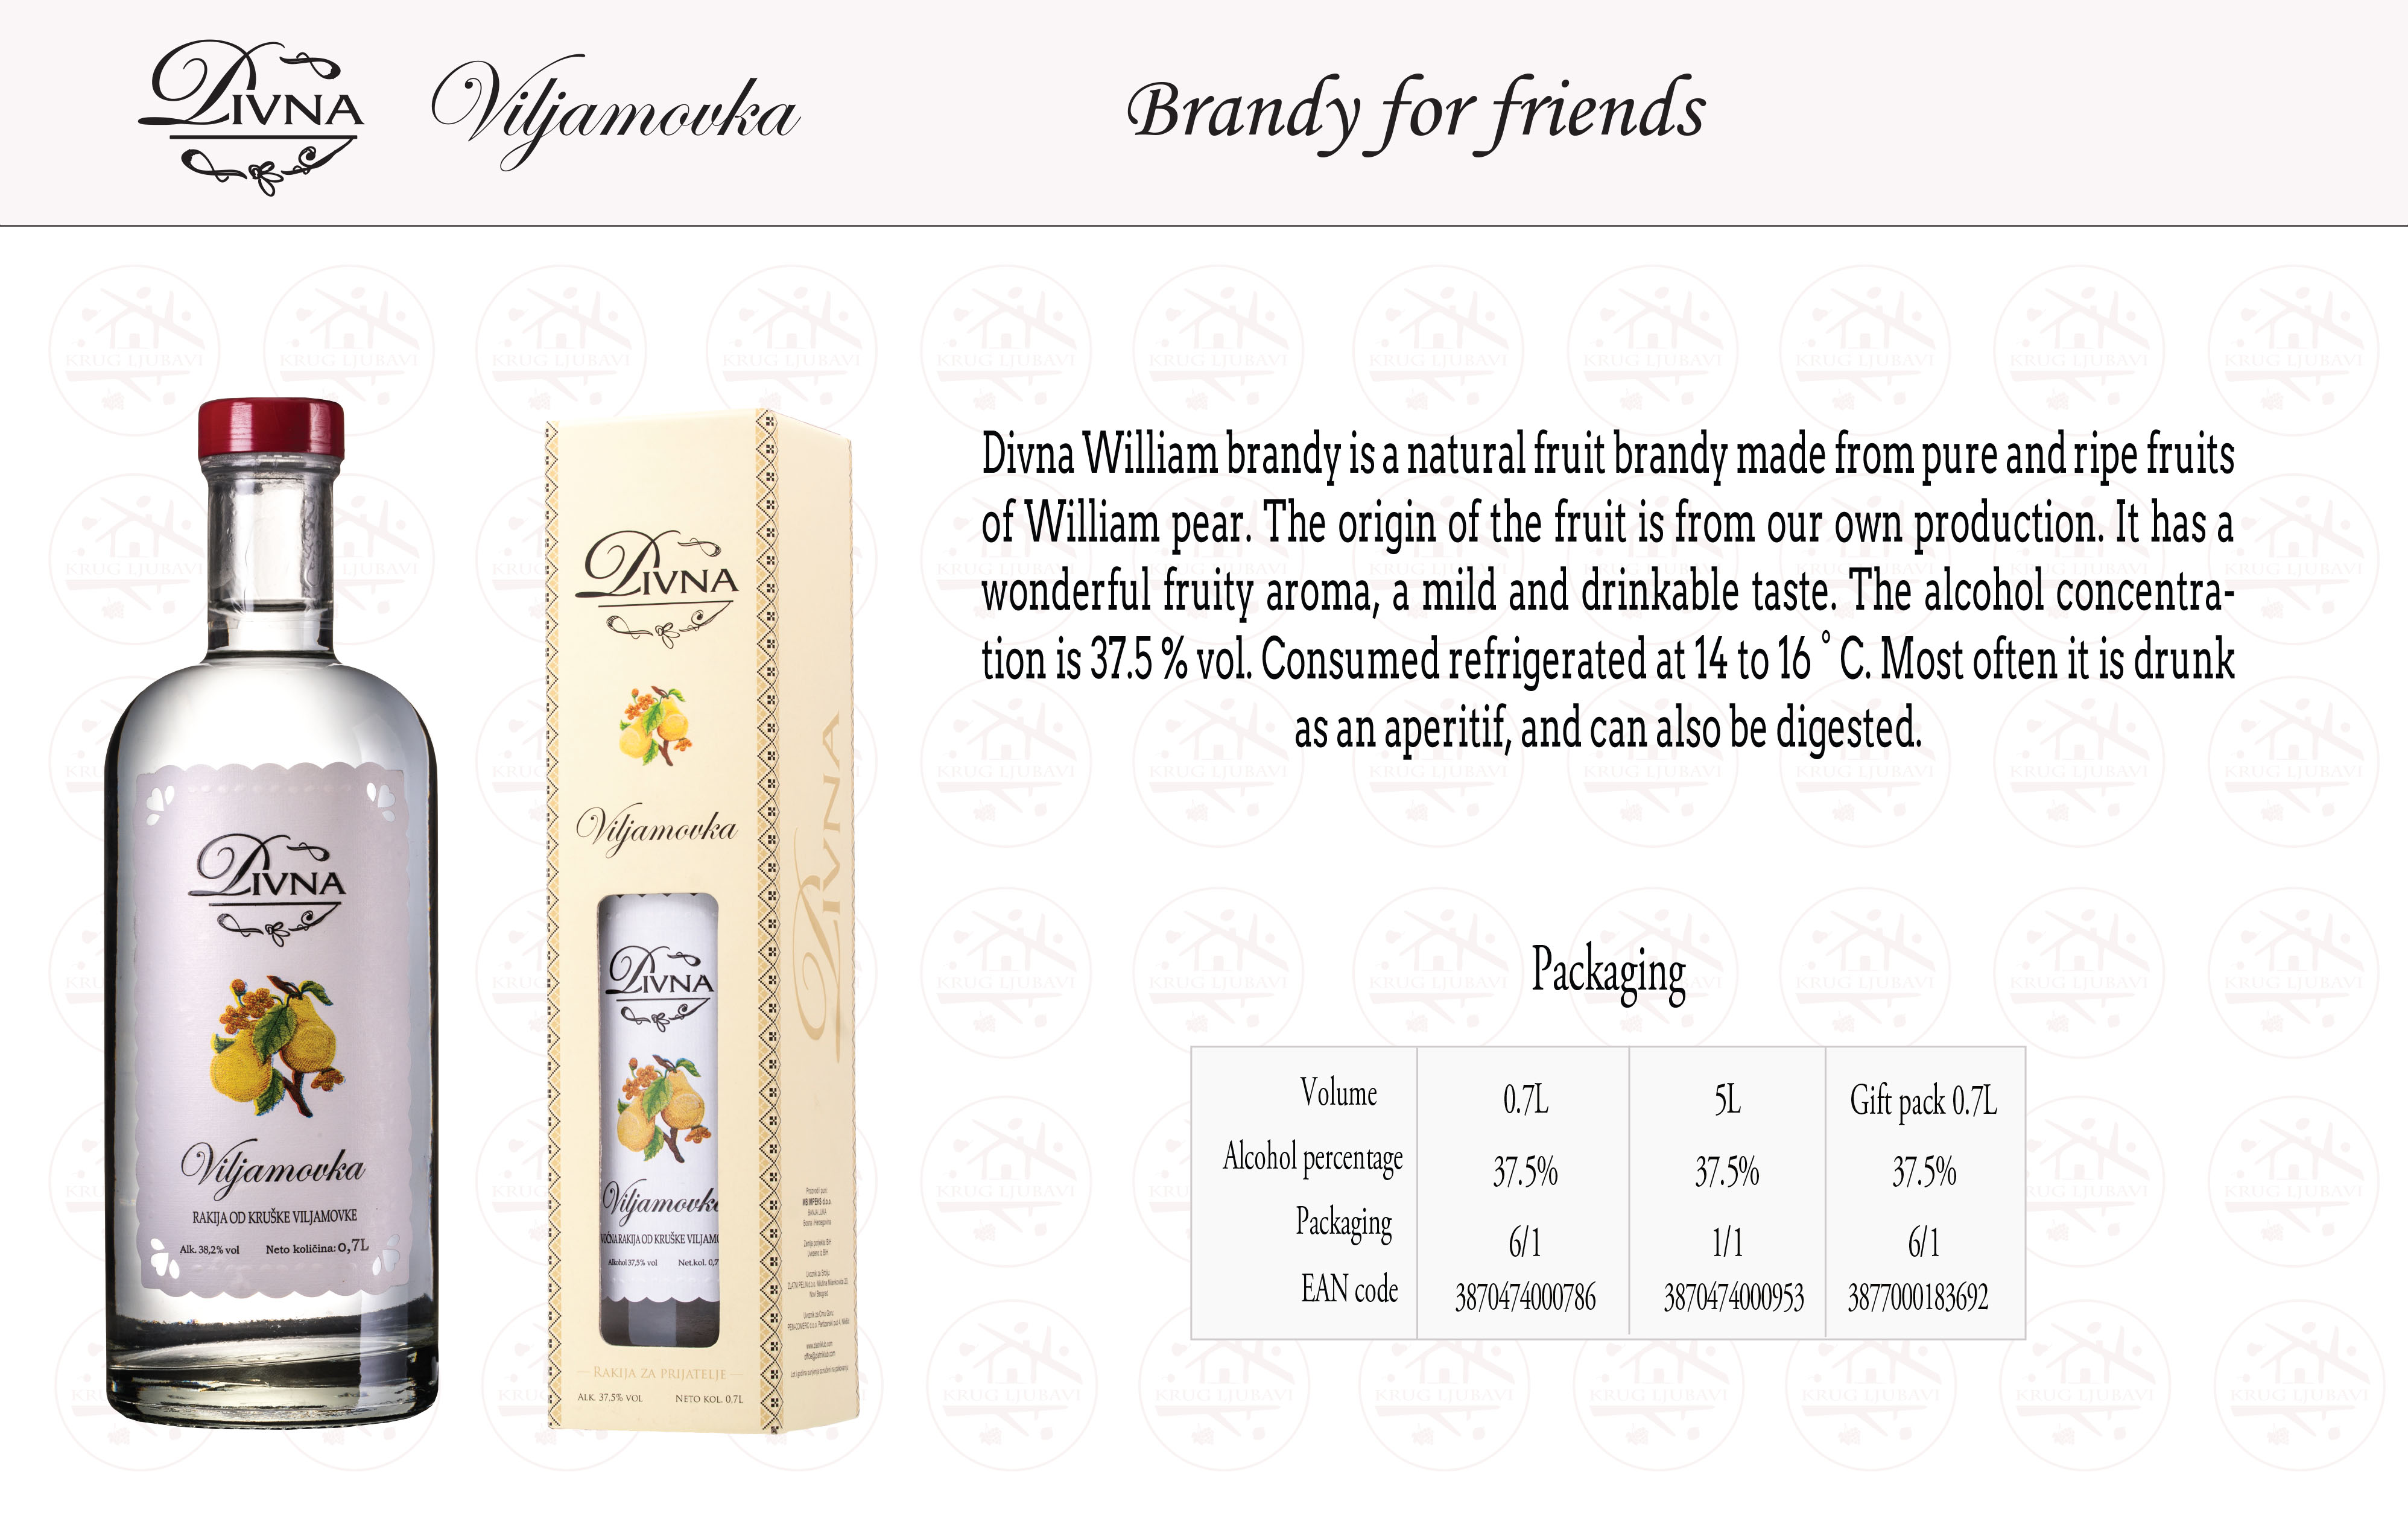 DIVNA
Viljamovka
Brandy for friends
Divna William brandy is a natural fruit brandy made from pure and ripe fruits
of William pear. The origin of the fruit is from our own production. It has a
wonderful fruity aroma, a mild and drinkable taste. The alcohol concentra-
tion is 37.5 % vol. Consumed refrigerated at 14 to 16 ° C. Most often it is drunk
as an aperitif, and can also be digested.
DIVNA
Viljamovka
RAKIJA OD KRUŠKE VILJAMOVKE
Alk. 38,2% vol Neto količina: 0,7L
DIVNA
Viljamovka
DIVNA
Viljamovka
RAKIJA OD KRUŠKE
Alkohol 37,5% vol Net.kol.
RAKIJA ZA PRIJATELJE
ALK. 37.5% VOL NETO KOL. 0.7L
DIVNA
Packaging
Volume 0.7L 5L Gift pack 0.7L
Alcohol percentage 37.5% 37.5% 37.5%
Packaging 6/1 1/1 6/1
EAN code 3870474000786 3870474000953 3877000183692
KRUG LJUBAVI